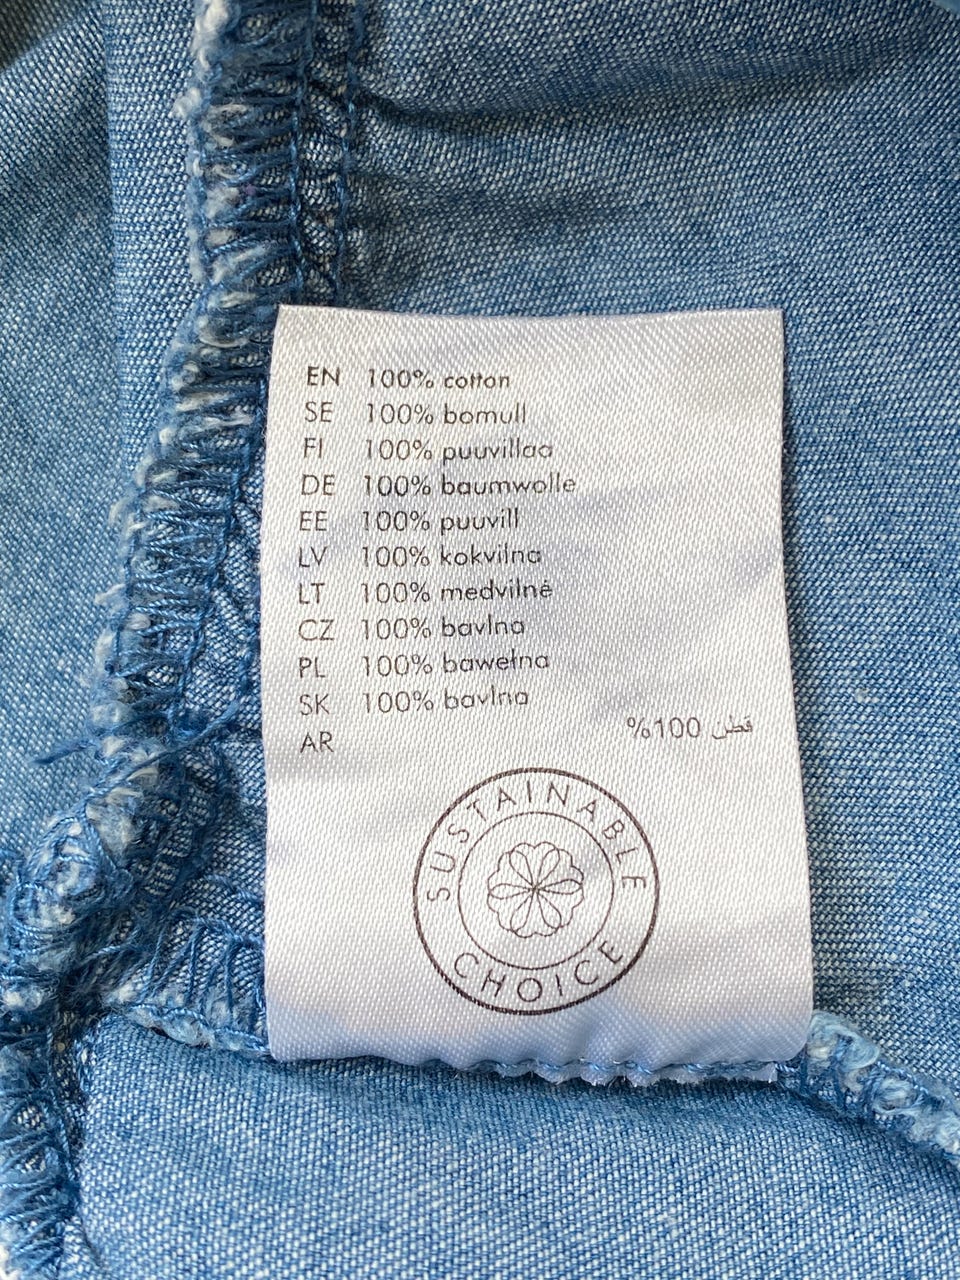 EN 100% cotton
SE 100% bomull
FI 100% puuvillaa
DE 100% baumwolle
EE 100% puuvill
LV 100% kokvilna
LT 100% medvilnė
CZ 100% bavlna
PL 100% bawełna
SK 100% bavlna
AR قطن 100%
SUSTAINABLE
CHOICE